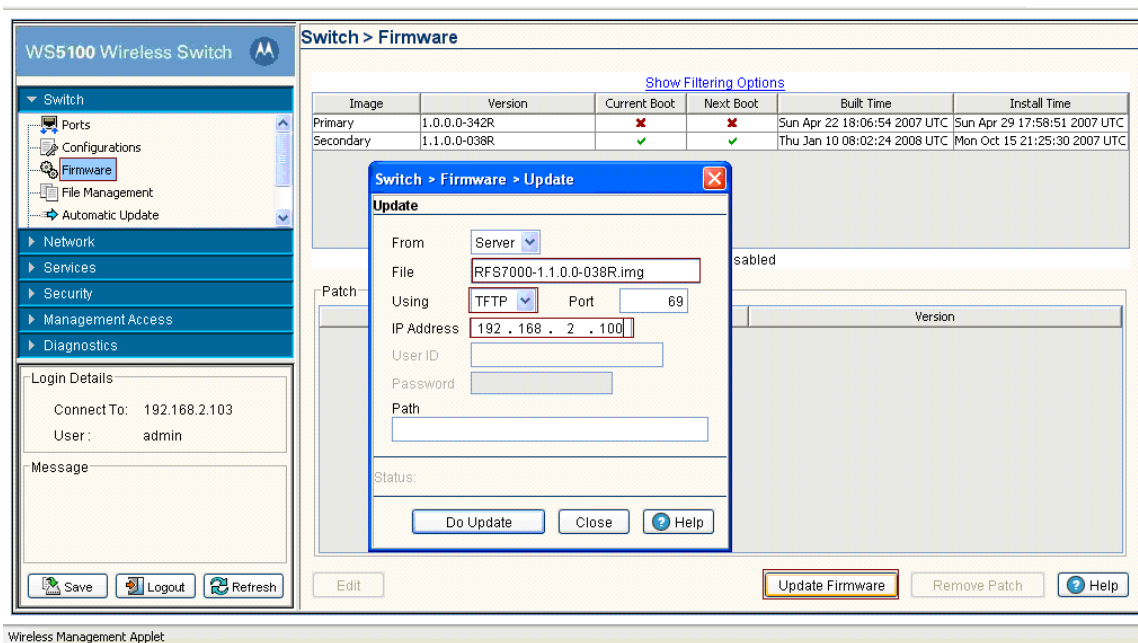 WS5100 Wireless Switch
Switch
Ports
Configurations
Firmware
File Management
Automatic Update
Network
Services
Security
Management Access
Diagnostics
Login Details
Connect To: 192.168.2.103
User : admin
Message
Save Logout Refresh
Switch > Firmware
Show Filtering Options
Image Version Current Boot Next Boot Built Time Install Time
Primary 1.0.0.0-342R Sun Apr 22 18:06:54 2007 UTC Sun Apr 29 17:58:51 2007 UTC
Secondary 1.1.0.0-038R Thu Jan 10 08:02:24 2008 UTC Mon Oct 15 21:25:30 2007 UTC
sabled
Patch
Version
Switch > Firmware > Update
Update
From Server
File RFS7000-1.1.0.0-038R.img
Using TFTP Port 69
IP Address 192 . 168 . 2 . 100
User ID
Password
Path
Status:
Do Update Close Help
Edit Update Firmware Remove Patch Help
Wireless Management Applet